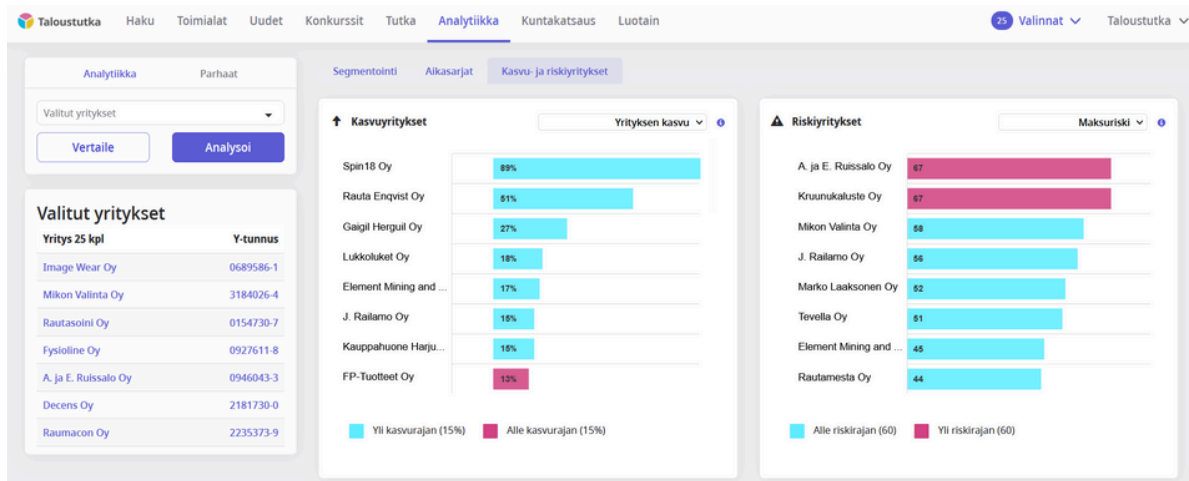 Taloustutka Haku Toimialat Uudet Konkurssit Tutka Analytiikka Kuntakatsaus Luotain 25 Valinnat Taloustutka
Analytiikka Parhaat
Valitut yritykset
Vertaile Analysoi
Valitut yritykset
Yritys 25 kpl Y-tunnus
Image Wear Oy 0689586-1
Mikon Valinta Oy 3184026-4
Rautasoini Oy 0154730-7
Fysioline Oy 0927611-8
A. ja E. Ruissalo Oy 0946043-3
Decens Oy 2181730-0
Raumacon Oy 2235373-9
Segmentointi Aikasarjat Kasvu- ja riskiyritykset
Kasvuyritykset Yrityksen kasvu
Spin18 Oy 89%
Rauta Enqvist Oy 51%
Gaigil Herguil Oy 27%
Lukkoluket Oy 18%
Element Mining and ... 17%
J. Railamo Oy 15%
Kauppahuone Harju... 15%
FP-Tuotteet Oy 13%
Yli kasvurajan (15%) Alle kasvurajan (15%)
Riskiyritykset Maksuriski
A. ja E. Ruissalo Oy 67
Kruunukaluste Oy 67
Mikon Valinta Oy 58
J. Railamo Oy 56
Marko Laaksonen Oy 52
Tevella Oy 51
Element Mining and ... 45
Rautamesta Oy 44
Alle riskirajan (60) Yli riskirajan (60)